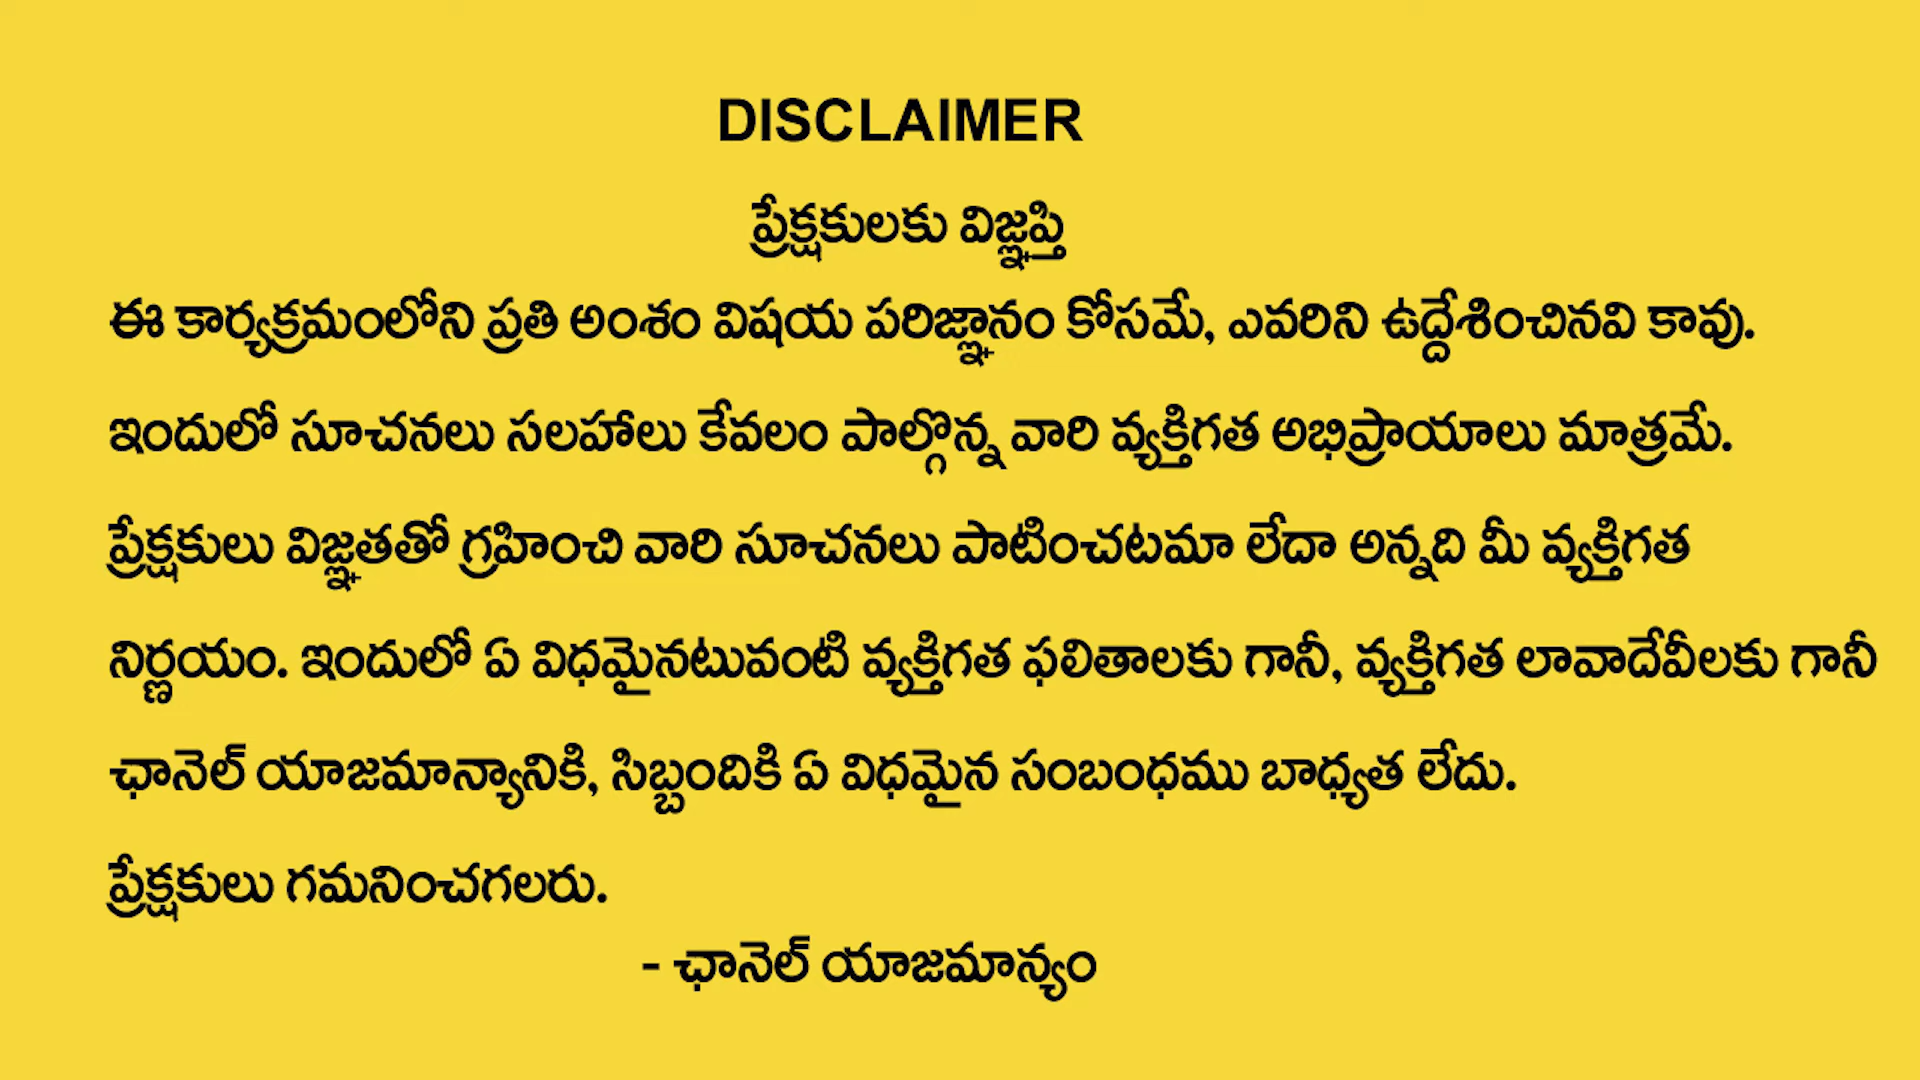 DISCLAIMER
ప్రేక్షకులకు విజ్ఞప్తి
ఈ కార్యక్రమంలోని ప్రతి అంశం విషయ పరిజ్ఞానం కోసమే, ఎవరిని ఉద్దేశించినవి కావు.
ఇందులో సూచనలు సలహాలు కేవలం పాల్గొన్న వారి వ్యక్తిగత అభిప్రాయాలు మాత్రమే.
ప్రేక్షకులు విజ్ఞతతో గ్రహించి వారి సూచనలు పాటించటమా లేదా అన్నది మీ వ్యక్తిగత
నిర్ణయం. ఇందులో ఏ విధమైనటువంటి వ్యక్తిగత ఫలితాలకు గానీ, వ్యక్తిగత లావాదేవీలకు గానీ
ఛానెల్ యాజమాన్యానికి, సిబ్బందికి ఏ విధమైన సంబంధము బాధ్యత లేదు.
ప్రేక్షకులు గమనించగలరు.
- ఛానెల్ యాజమాన్యం